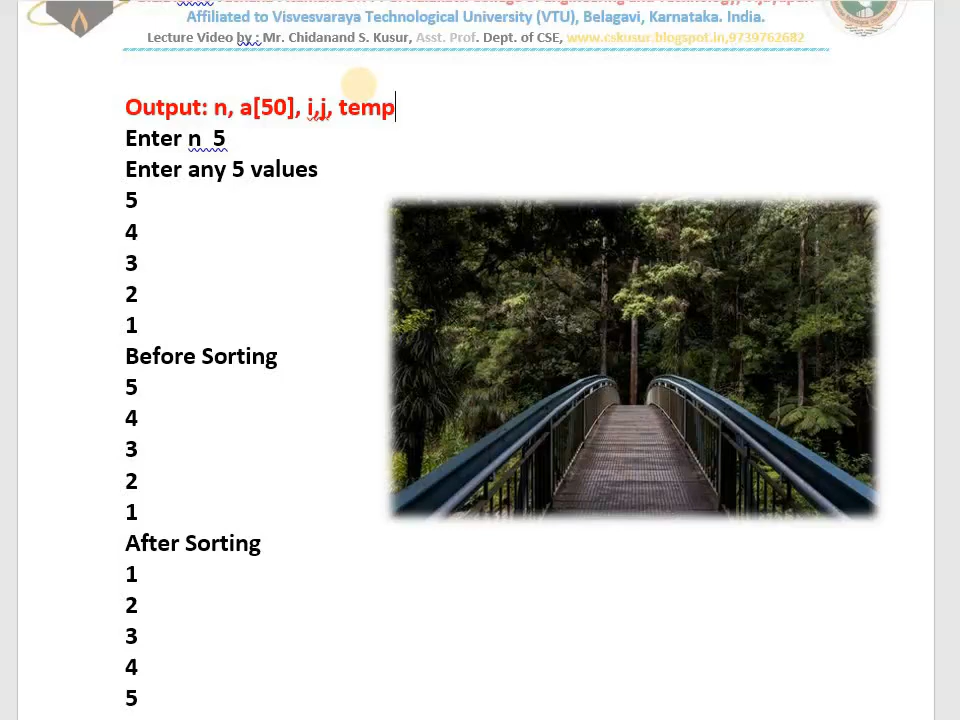 Affiliated to Visvesvaraya Technological University (VTU), Belagavi, Karnataka. India.
Lecture Video by : Mr. Chidanand S. Kusur, Asst. Prof. Dept. of CSE, www.cskusur.blogspot.in,9739762682
Output: n, a[50], i,j, temp
Enter n 5
Enter any 5 values
5
4
3
2
1
Before Sorting
5
4
3
2
1
After Sorting
1
2
3
4
5